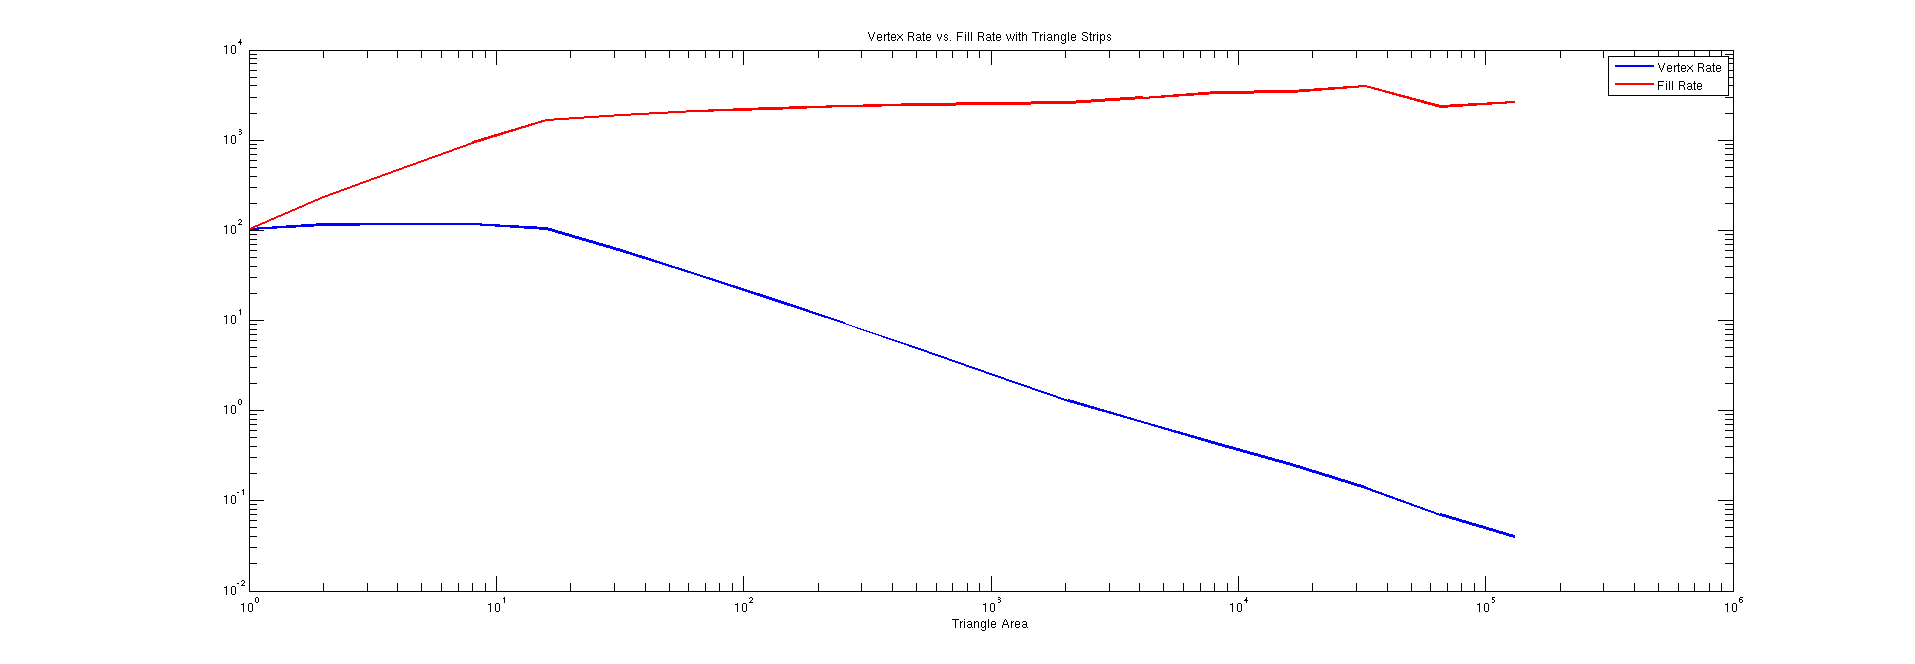 Vertex Rate vs. Fill Rate with Triangle Strips
Vertex Rate
Fill Rate
10^4
10^3
10^2
10^1
10^0
10^-1
10^-2
10^0 10^1 10^2 10^3 10^4 10^5 10^6
Triangle Area